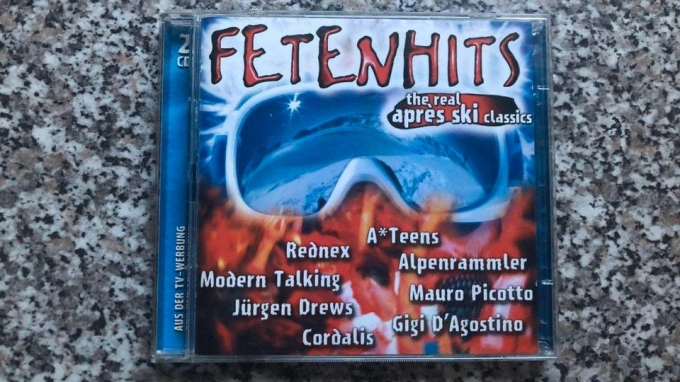 2
CD
FETENHITS
the real
après ski classics
A*Teens
Rednex
Alpenrammler
Modern Talking
Mauro Picotto
Jürgen Drews
Gigi D'Agostino
Cordalis
AUS DER TV-WERBUNG